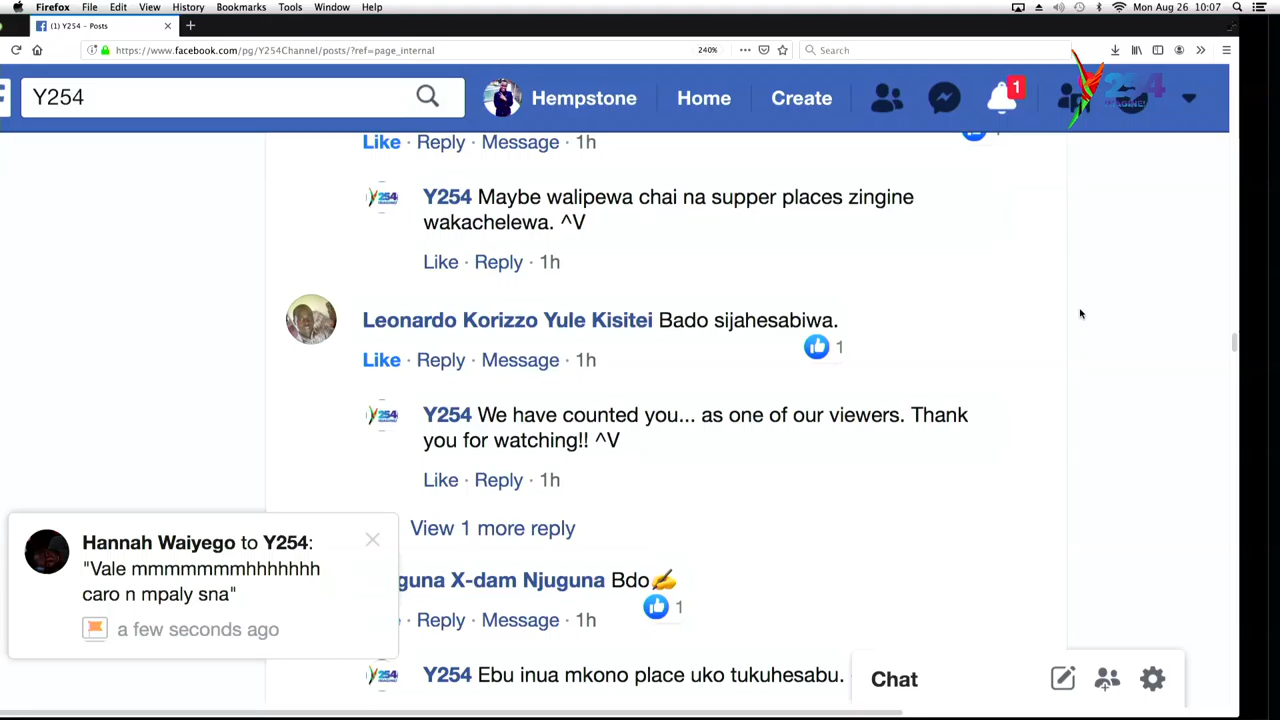 Firefox File Edit View History Bookmarks Tools Window Help Mon Aug 26 10:07
(1) Y254 - Posts
https://www.facebook.com/pg/Y254Channel/posts/?ref=page_internal 240% Search
Y254 Hempstone Home Create 1 254
Like · Reply · Message · 1h
Y254 Maybe walipewa chai na supper places zingine
wakachelewa. ^V
Like · Reply · 1h
Leonardo Korizzo Yule Kisitei Bado sijahesabiwa.
1
Like · Reply · Message · 1h
Y254 We have counted you... as one of our viewers. Thank
you for watching!! ^V
Like · Reply · 1h
View 1 more reply
guna X-dam Njuguna Bdo✍
1
Reply · Message · 1h
Y254 Ebu inua mkono place uko tukuhesabu.
Hannah Waiyego to Y254:
"Vale mmmmmmmhhhhhhh
caro n mpaly sna"
a few seconds ago
Chat